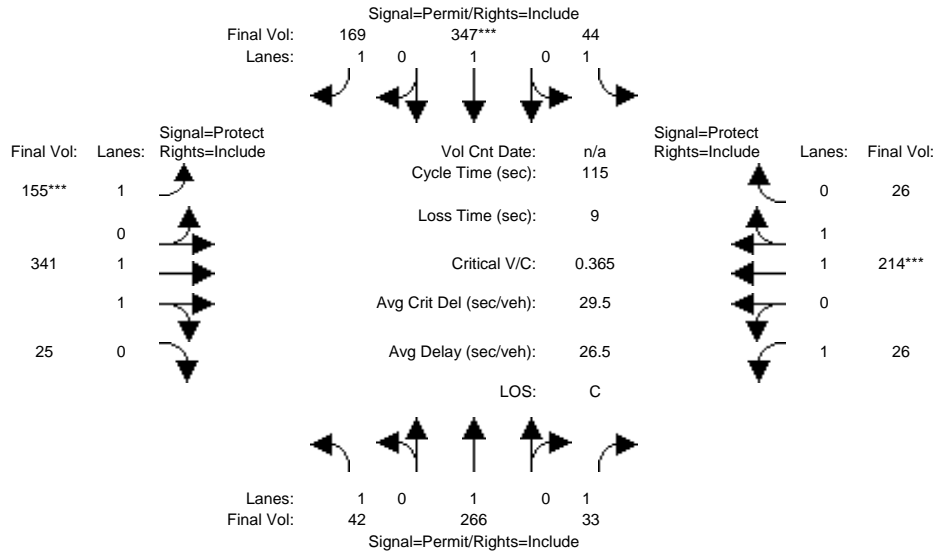 Signal=Permit/Rights=Include
Final Vol: 169 347*** 44
Lanes: 1 0 1 0 1
Signal=Protect Signal=Protect
Final Vol: Lanes: Rights=Include Vol Cnt Date: n/a Rights=Include Lanes: Final Vol:
Cycle Time (sec): 115
155*** 1 0 26
Loss Time (sec): 9
0 1
341 1 Critical V/C: 0.365 1 214***
1 Avg Crit Del (sec/veh): 29.5 0
25 0 Avg Delay (sec/veh): 26.5 1 26
LOS: C
Lanes: 1 0 1 0 1
Final Vol: 42 266 33
Signal=Permit/Rights=Include